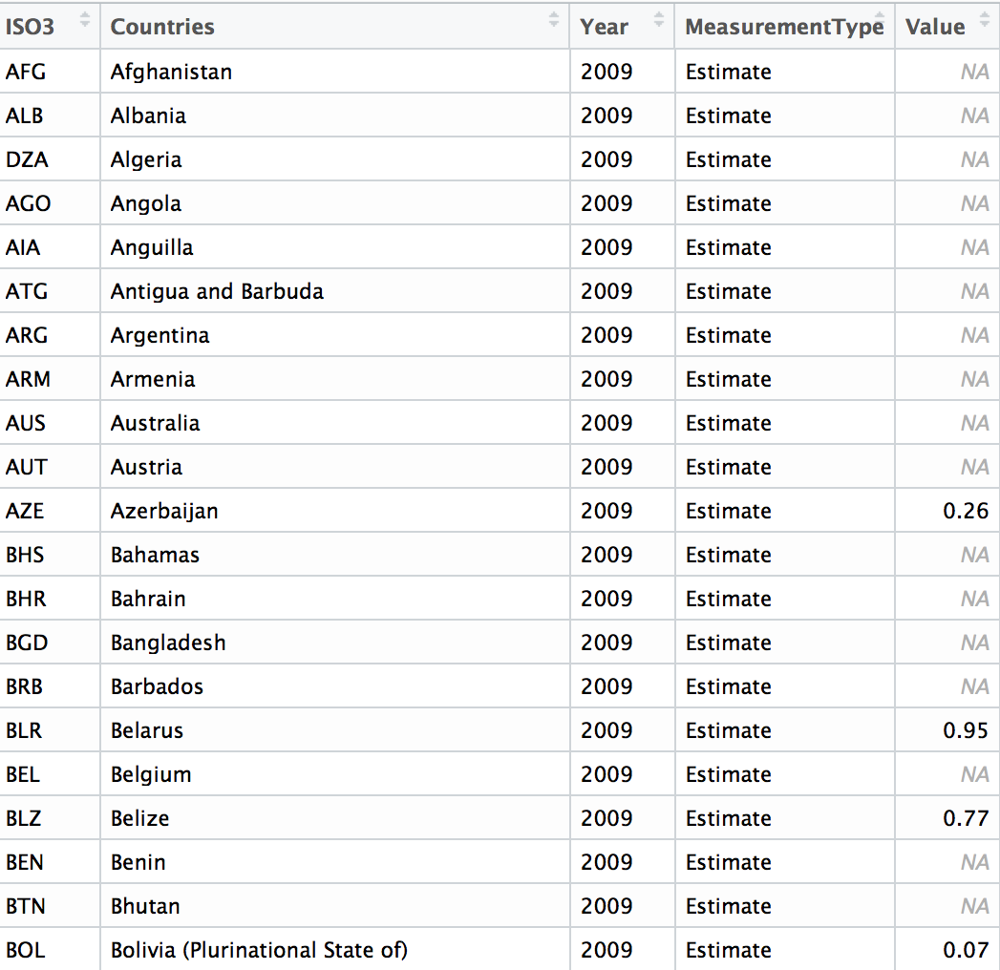 ISO3 Countries Year MeasurementType Value
AFG Afghanistan 2009 Estimate NA
ALB Albania 2009 Estimate NA
DZA Algeria 2009 Estimate NA
AGO Angola 2009 Estimate NA
AIA Anguilla 2009 Estimate NA
ATG Antigua and Barbuda 2009 Estimate NA
ARG Argentina 2009 Estimate NA
ARM Armenia 2009 Estimate NA
AUS Australia 2009 Estimate NA
AUT Austria 2009 Estimate NA
AZE Azerbaijan 2009 Estimate 0.26
BHS Bahamas 2009 Estimate NA
BHR Bahrain 2009 Estimate NA
BGD Bangladesh 2009 Estimate NA
BRB Barbados 2009 Estimate NA
BLR Belarus 2009 Estimate 0.95
BEL Belgium 2009 Estimate NA
BLZ Belize 2009 Estimate 0.77
BEN Benin 2009 Estimate NA
BTN Bhutan 2009 Estimate NA
BOL Bolivia (Plurinational State of) 2009 Estimate 0.07